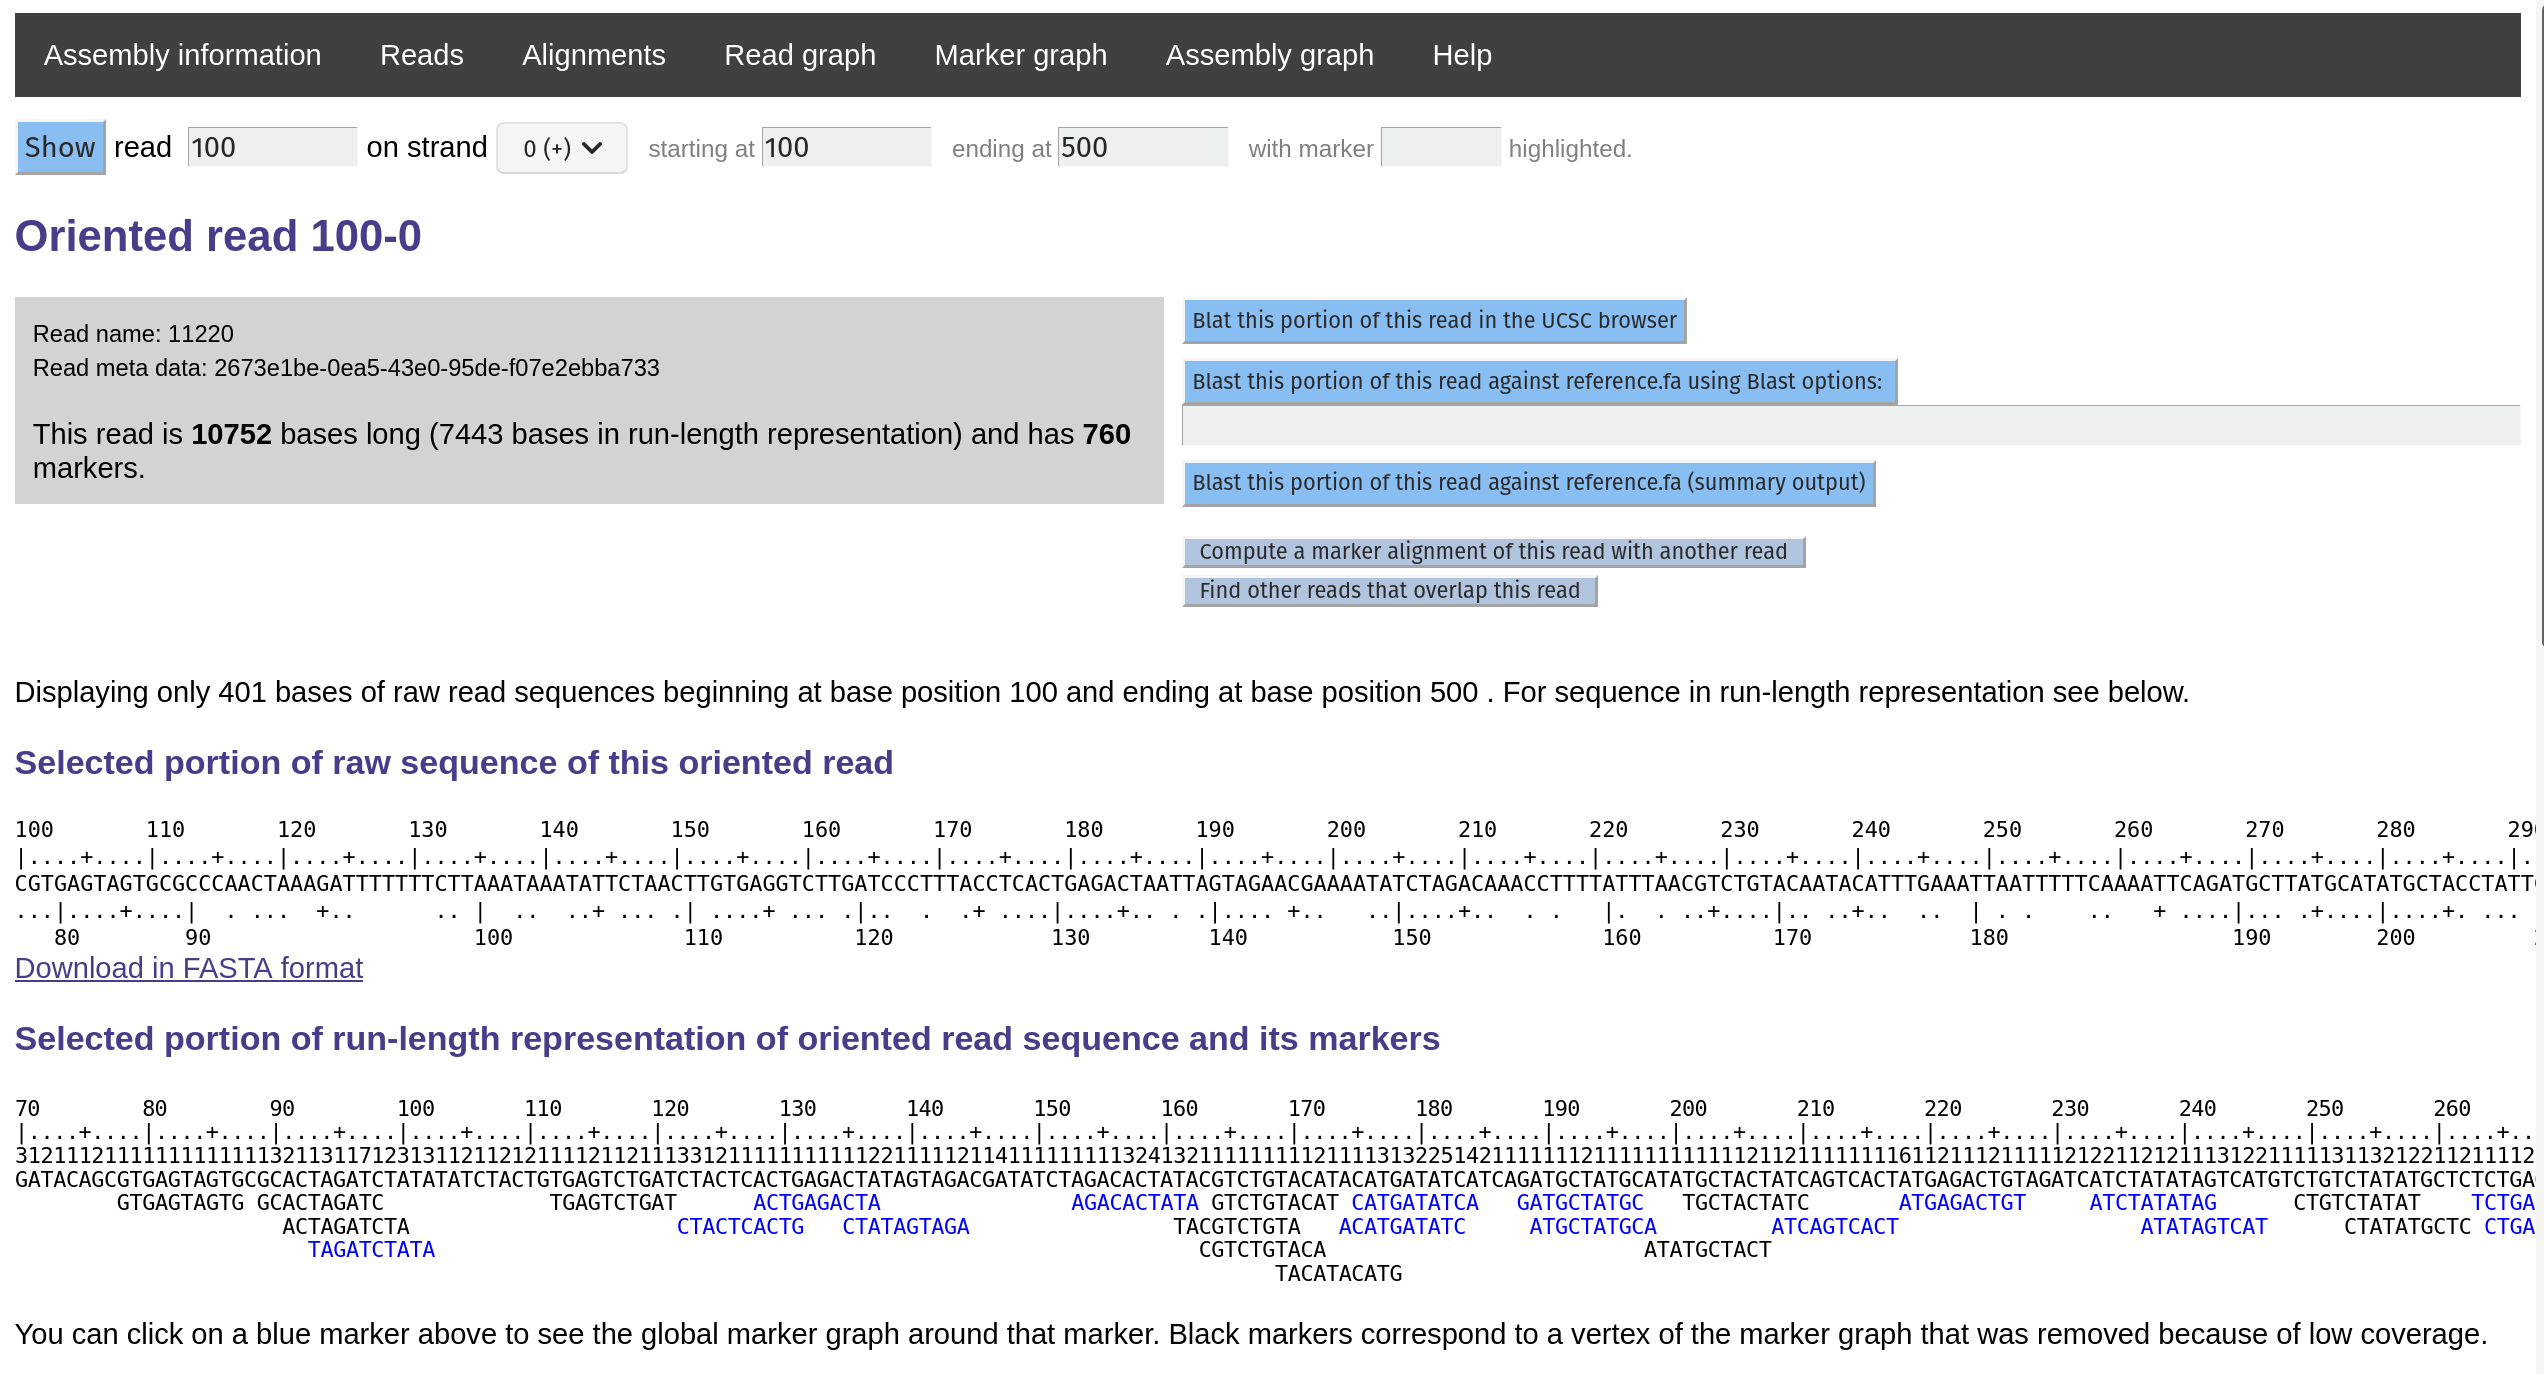 Assembly information Reads Alignments Read graph Marker graph Assembly graph Help
Show read 100 on strand 0 (+) starting at 100 ending at 500 with marker highlighted.
Oriented read 100-0
Read name: 11220
Read meta data: 2673e1be-0ea5-43e0-95de-f07e2ebba733
This read is 10752 bases long (7443 bases in run-length representation) and has 760
markers.
Blat this portion of this read in the UCSC browser
Blast this portion of this read against reference.fa using Blast options:
Blast this portion of this read against reference.fa (summary output)
Compute a marker alignment of this read with another read
Find other reads that overlap this read
Displaying only 401 bases of raw read sequences beginning at base position 100 and ending at base position 500 . For sequence in run-length representation see below.
Selected portion of raw sequence of this oriented read
100 110 120 130 140 150 160 170 180 190 200 210 220 230 240 250 260 270 280
CGTGAGTAGTGCGCCCAACTAAAGATTTTTTTCTTAAATAAATATTCTAACTTGTGAGGTCTTGATCCCTTTACCTCACTGAGACTAATTAGTAGAACGAAAATATCTAGACAAACCTTTTATTTAACGTCTGTACAATACATTTGAAATTAATTTTTCAAAATTCAGATGCTTATGCATATGCTACCTATT
80 90 100 110 120 130 140 150 160 170 180 190 200
Download in FASTA format
Selected portion of run-length representation of oriented read sequence and its markers
70 80 90 100 110 120 130 140 150 160 170 180 190 200 210 220 230 240 250 260
GATACAGCGTGAGTAGTGCGCACTAGATCTATATATCTACTGTGAGTCTGATCTACTCACTGAGACTATAGTAGACGATATCTAGACACTATACGTCTGTACATACATGATATCATCAGATGCTATGCATATGCTACTATCAGTCACTATGAGACTGTAGATCATCTATATAGTCATGTCTGTCTATATGCTCTCTGA
GTGAGTAGTG GCACTAGATC TGAGTCTGAT ACTGAGACTA AGACACTATA GTCTGTACAT CATGATATCA GATGCTATGC TGCTACTATC ATGAGACTGT ATCTATATAG CTGTCTATAT TCTGA
ACTAGATCTA CTACTCACTG CTATAGTAGA TACGTCTGTA ACATGATATC ATGCTATGCA ATCAGTCACT ATATAGTCAT CTATATGCTC CTGA
TAGATCTATA CGTCTGTACA ATATGCTACT
TACATACATG
You can click on a blue marker above to see the global marker graph around that marker. Black markers correspond to a vertex of the marker graph that was removed because of low coverage.